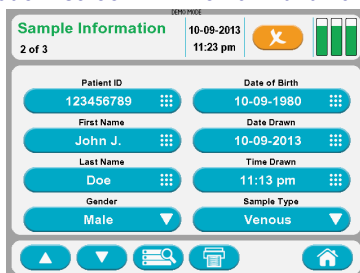 DEMO MODE
Sample Information
2 of 3
10-09-2013
11:23 pm
Patient ID
123456789
Date of Birth
10-09-1980
First Name
John J.
Date Drawn
10-09-2013
Last Name
Doe
Time Drawn
11:13 pm
Gender
Male
Sample Type
Venous